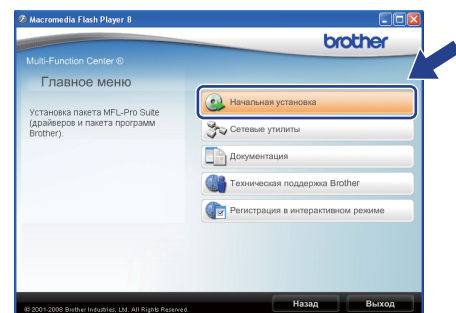 Macromedia Flash Player 8
brother
Multi-Function Center ®
Главное меню
Установка пакета MFL-Pro Suite
(драйверов и пакета программ
Brother).
Начальная установка
Сетевые утилиты
Документация
Техническая поддержка Brother
Регистрация в интерактивном режиме
© 2001-2008 Brother Industries, Ltd. All Rights Reserved.
Назад
Выход